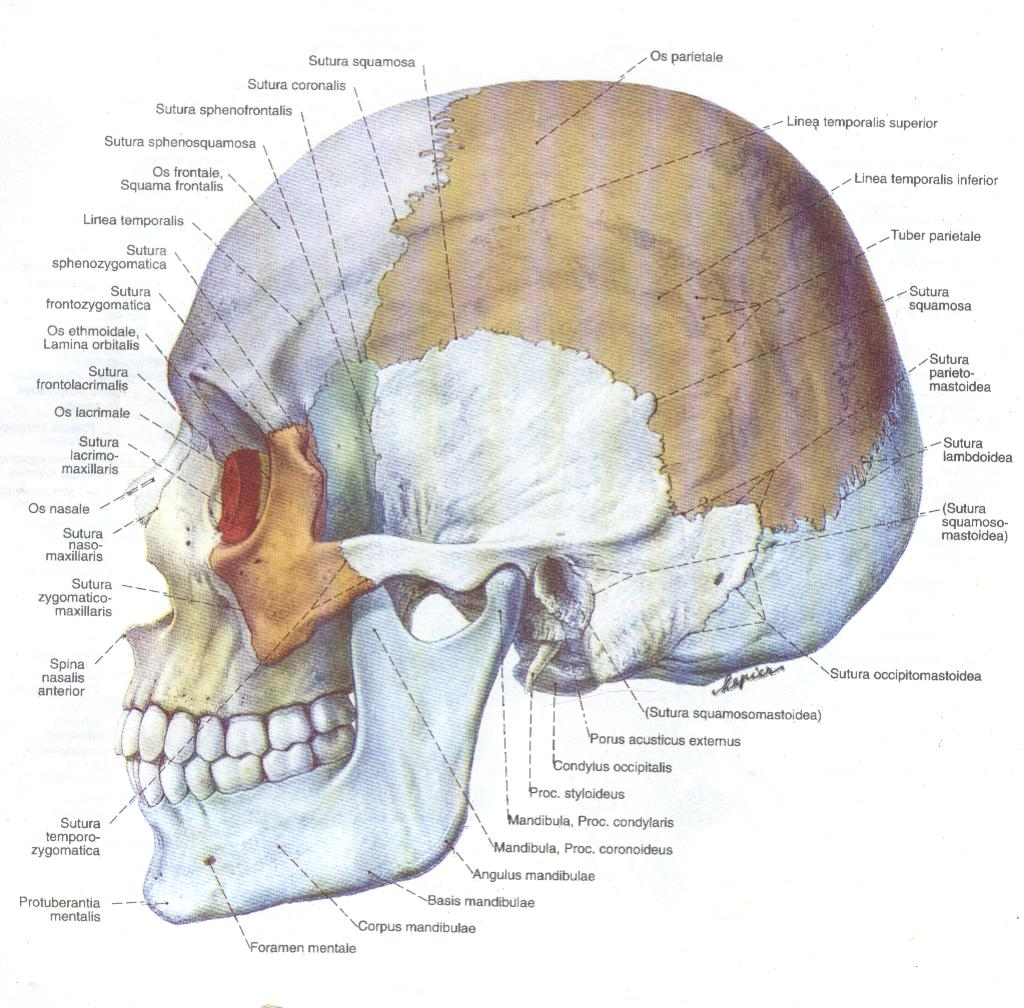 Sutura squamosa
Sutura coronalis
Sutura sphenofrontalis
Sutura sphenosquamosa
Os frontale,
Squama frontalis
Linea temporalis
Sutura
sphenozygomatica
Sutura
frontozygomatica
Os ethmoidale,
Lamina orbitalis
Sutura
frontolacrimalis
Os lacrimale
Sutura
lacrimo-
maxillaris
Os nasale
Sutura
naso-
maxillaris
Sutura
zygomatico-
maxillaris
Spina
nasalis
anterior
Sutura
temporo-
zygomatica
Protuberantia
mentalis
Os parietale
Linea temporalis superior
Linea temporalis inferior
Tuber parietale
Sutura
squamosa
Sutura
parieto-
mastoidea
Sutura
lambdoidea
(Sutura
squamoso-
mastoidea)
Sutura occipitomastoidea
(Sutura squamosomastoidea)
Porus acusticus externus
Condylus occipitalis
Proc. styloideus
Mandibula, Proc. condylaris
Mandibula, Proc. coronoideus
Angulus mandibulae
Basis mandibulae
Corpus mandibulae
Foramen mentale